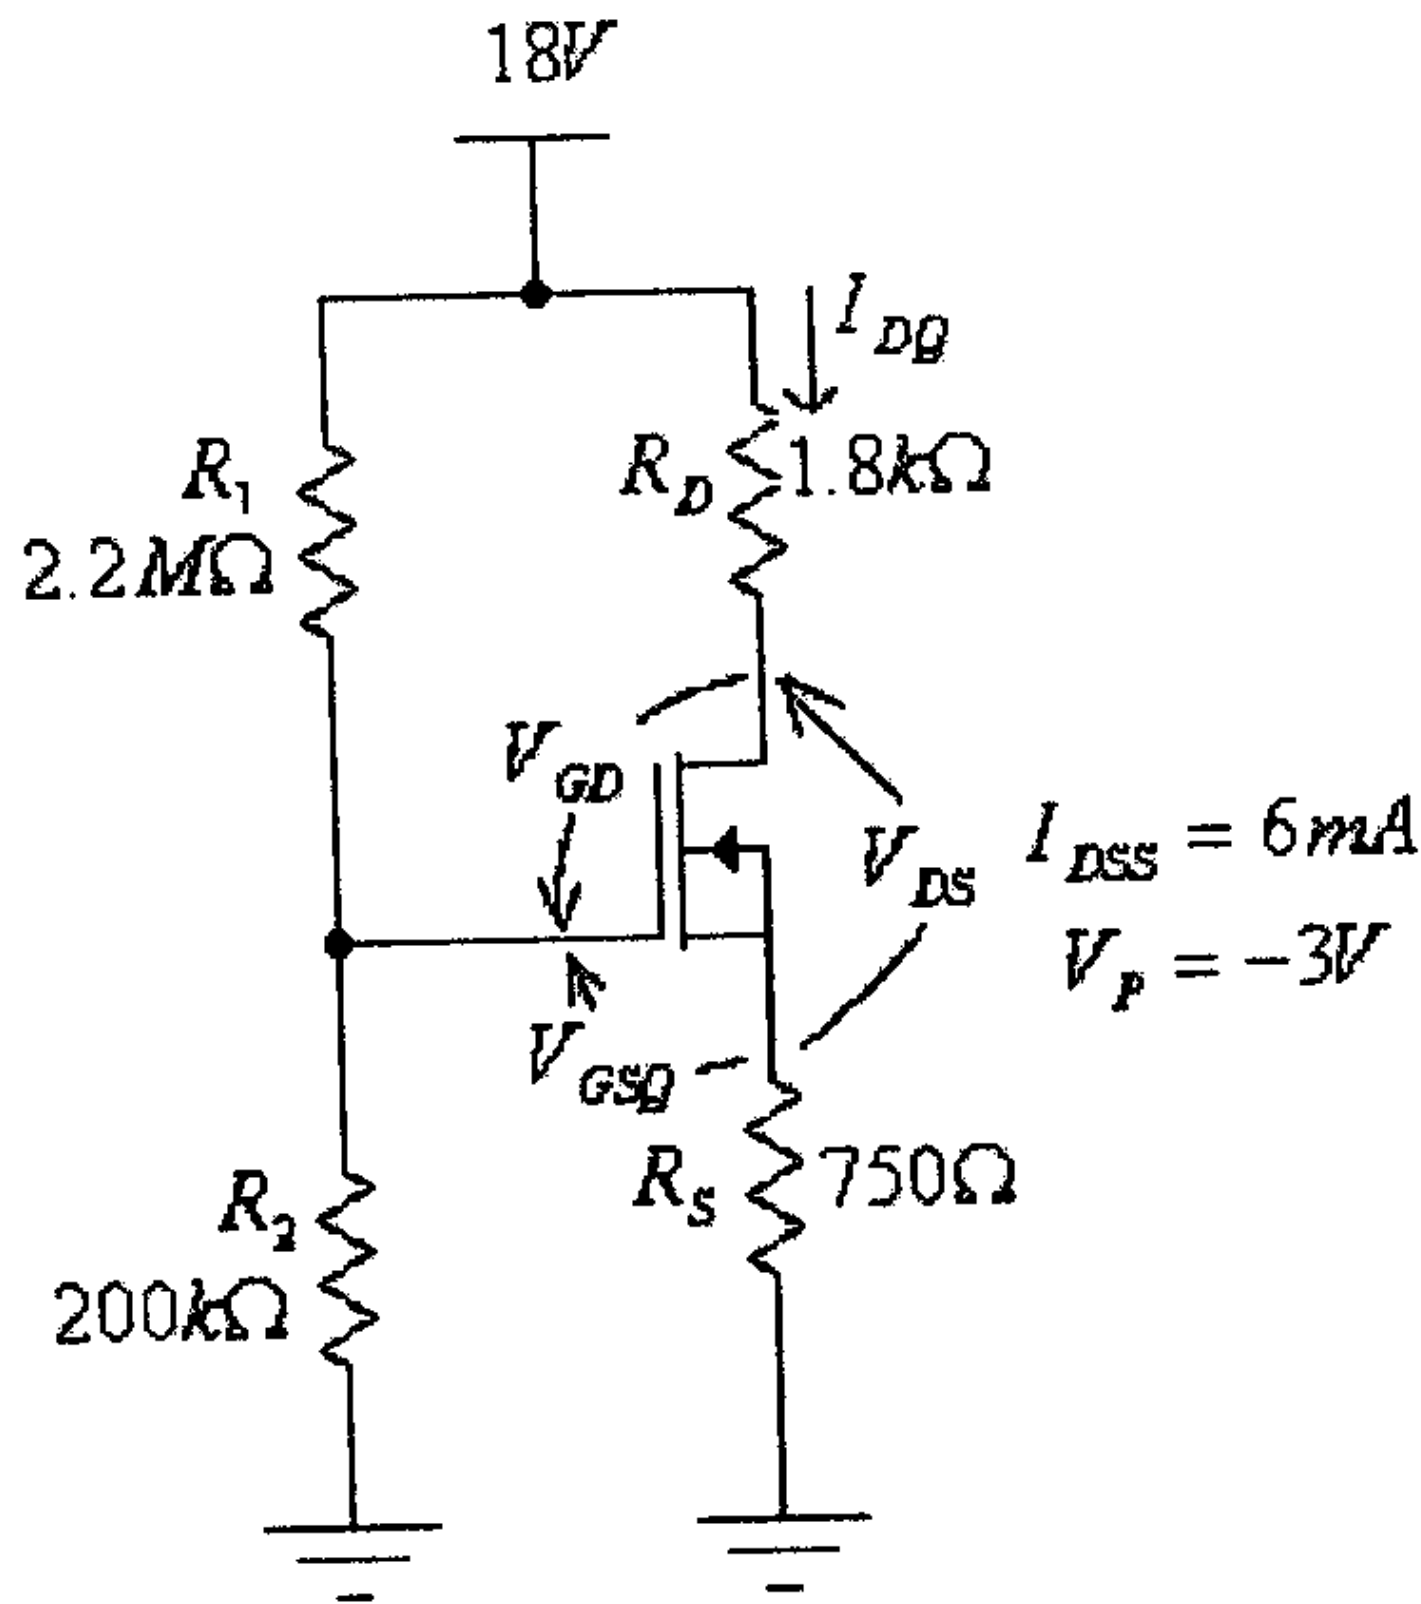 18V
I_DQ
R_1
2.2MΩ
R_D
1.8kΩ
V_GD
V_DS
I_DSS = 6mA
V_P = -3V
V_GSQ
R_S
750Ω
R_2
200kΩ